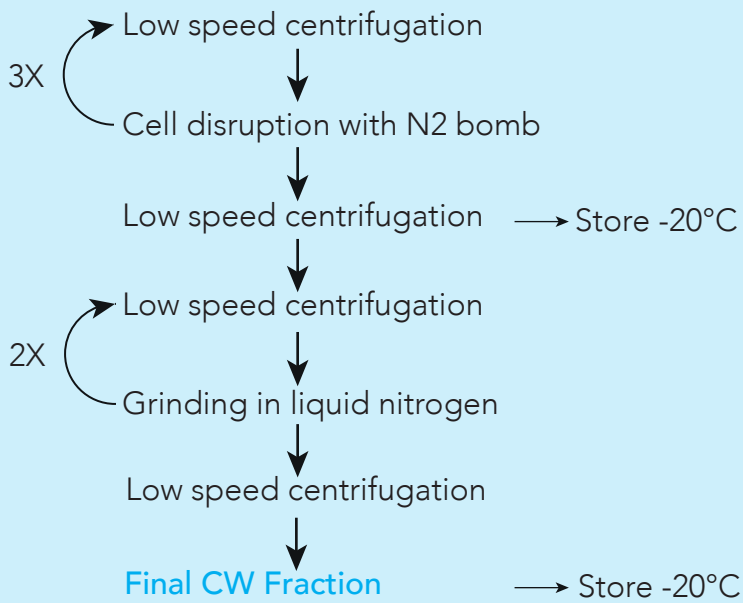 Low speed centrifugation
3X
Cell disruption with N2 bomb
Low speed centrifugation → Store -20°C
Low speed centrifugation
2X
Grinding in liquid nitrogen
Low speed centrifugation
Final CW Fraction → Store -20°C